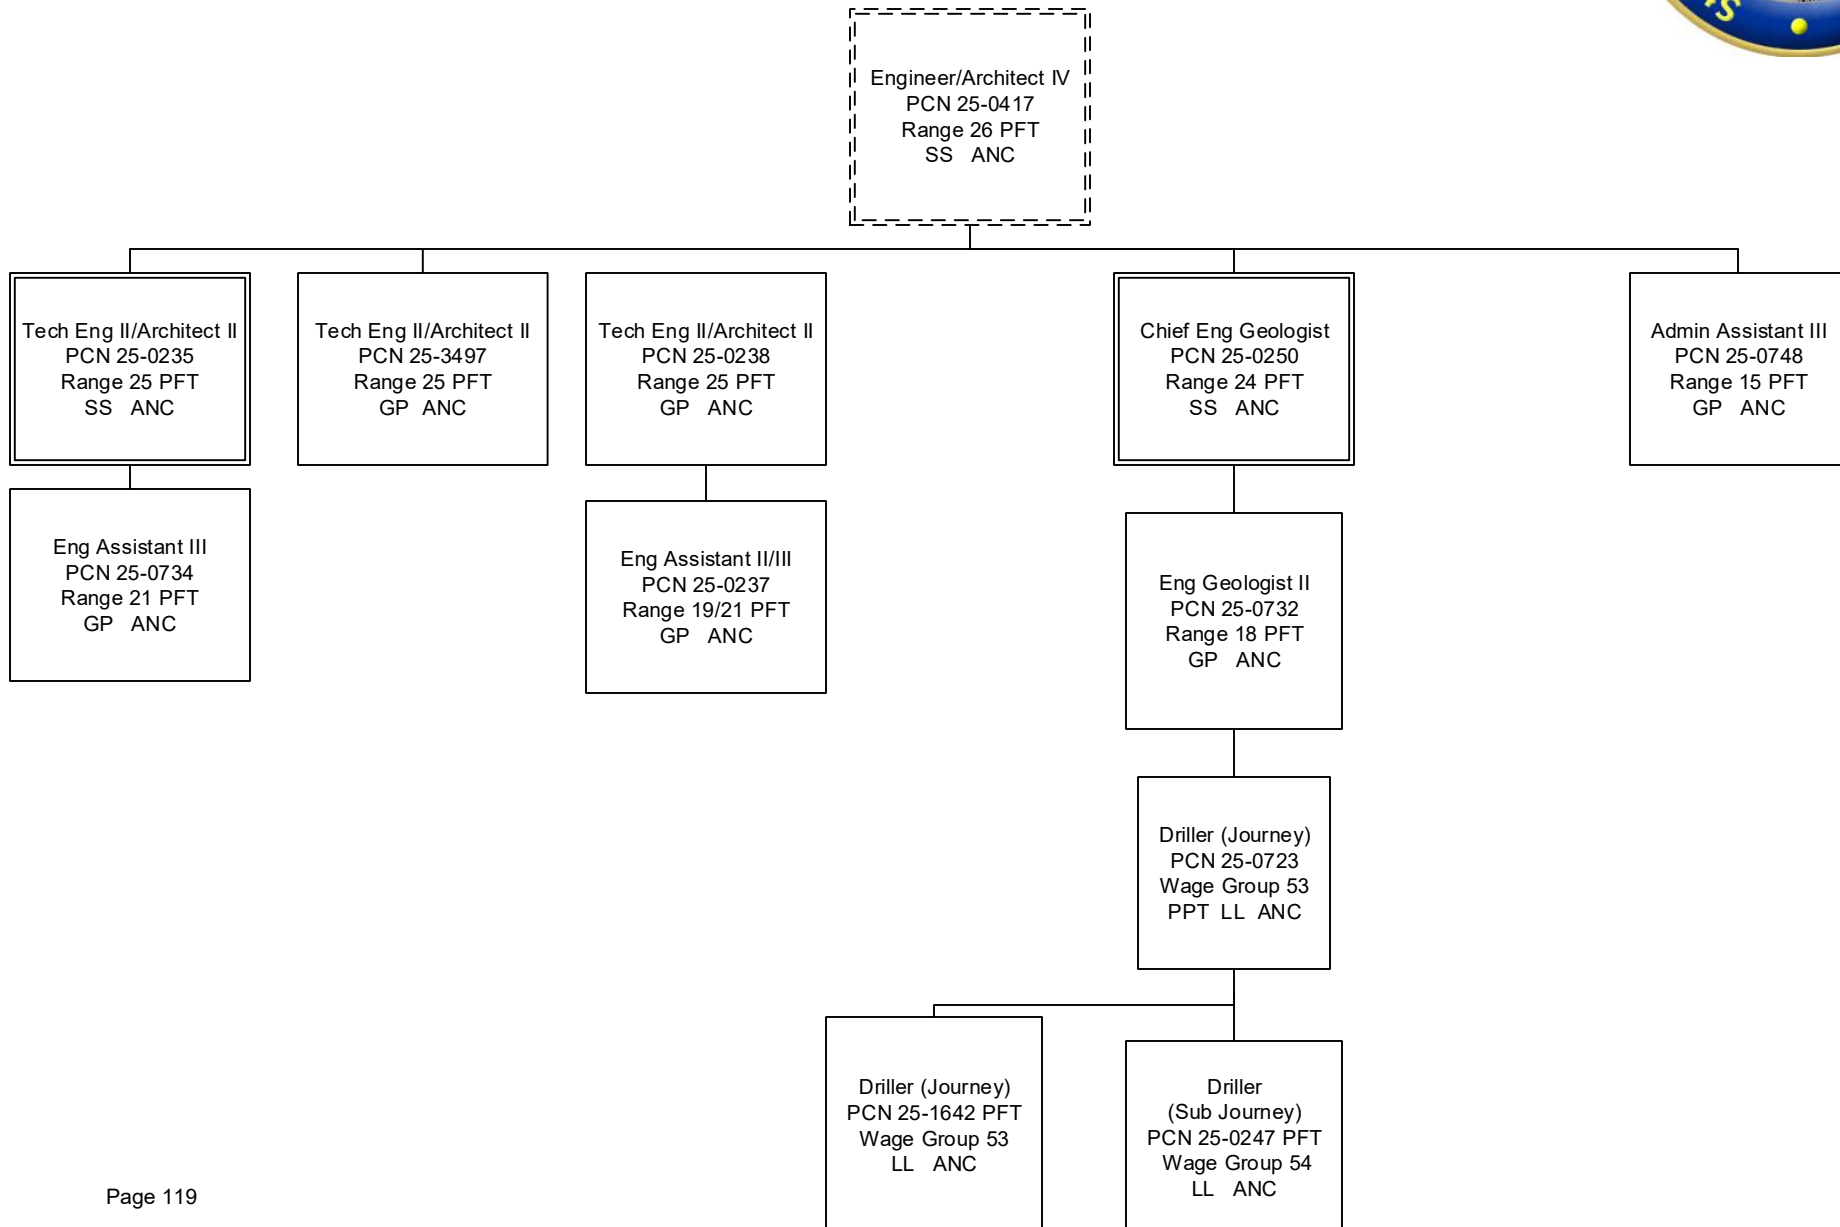 Engineer/Architect IV
PCN 25-0417
Range 26 PFT
SS ANC
Tech Eng II/Architect II
PCN 25-0235
Range 25 PFT
SS ANC
Tech Eng II/Architect II
PCN 25-3497
Range 25 PFT
GP ANC
Tech Eng II/Architect II
PCN 25-0238
Range 25 PFT
GP ANC
Chief Eng Geologist
PCN 25-0250
Range 24 PFT
SS ANC
Admin Assistant III
PCN 25-0748
Range 15 PFT
GP ANC
Eng Assistant III
PCN 25-0734
Range 21 PFT
GP ANC
Eng Assistant II/III
PCN 25-0237
Range 19/21 PFT
GP ANC
Eng Geologist II
PCN 25-0732
Range 18 PFT
GP ANC
Driller (Journey)
PCN 25-0723
Wage Group 53
PPT LL ANC
Driller (Journey)
PCN 25-1642 PFT
Wage Group 53
LL ANC
Driller
(Sub Journey)
PCN 25-0247 PFT
Wage Group 54
LL ANC
Page 119